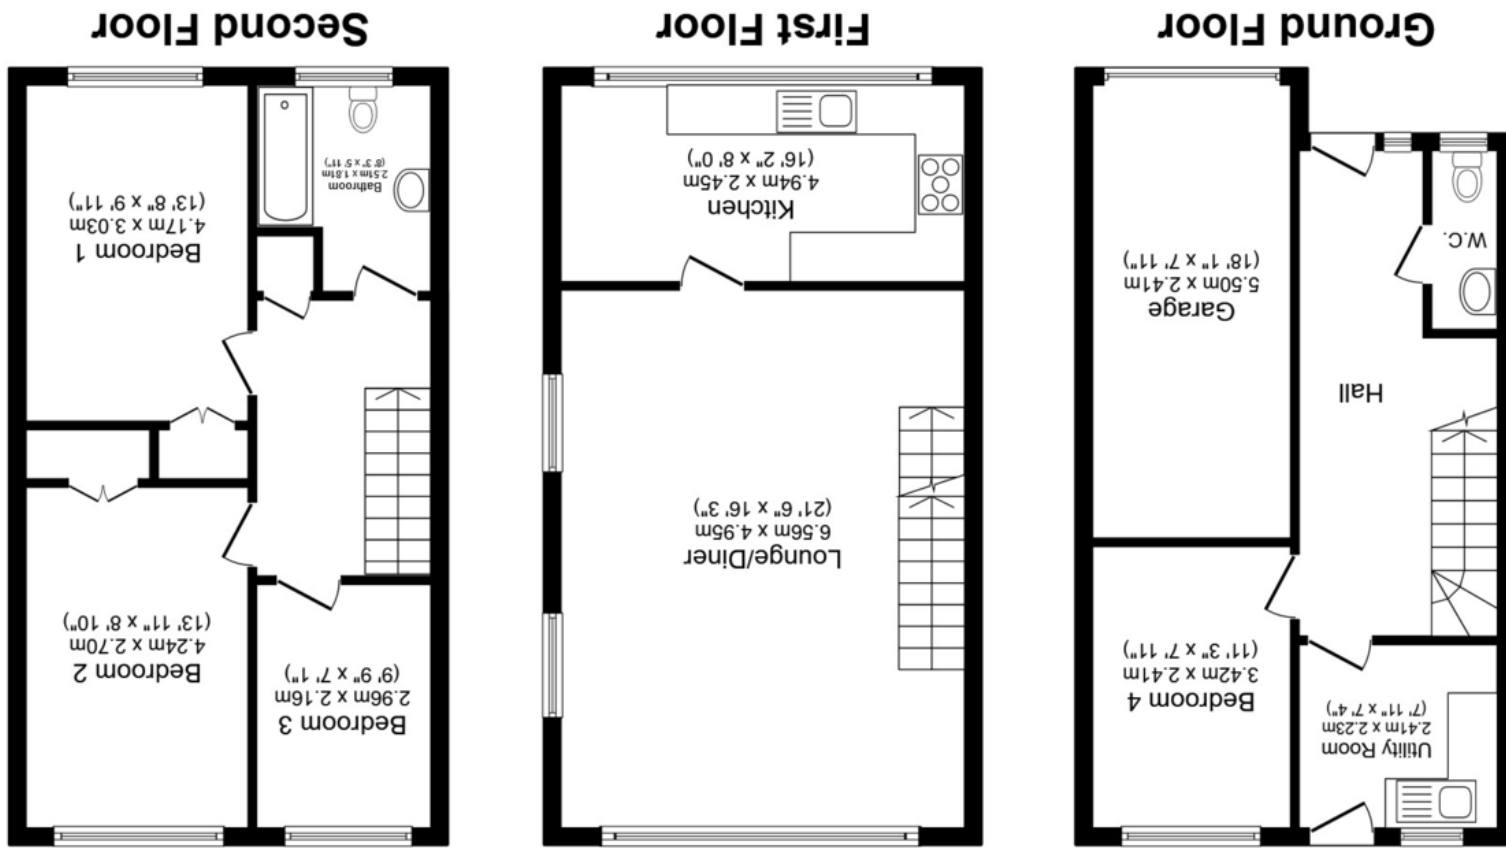 Ground Floor
Utility Room
2.41m x 2.23m
(7' 11" x 7' 4")
Bedroom 4
3.42m x 2.41m
(11' 3" x 7' 11")
Hall
Garage
5.50m x 2.41m
(18' 1" x 7' 11")
W.C.
First Floor
Lounge/Diner
6.56m x 4.95m
(21' 6" x 16' 3")
Kitchen
4.94m x 2.45m
(16' 2" x 8' 0")
Second Floor
Bedroom 3
2.96m x 2.16m
(9' 9" x 7' 1")
Bedroom 2
4.24m x 2.70m
(13' 11" x 8' 10")
Bedroom 1
4.17m x 3.03m
(13' 8" x 9' 11")
Bathroom
2.51m x 1.81m
(8' 3" x 5' 11")